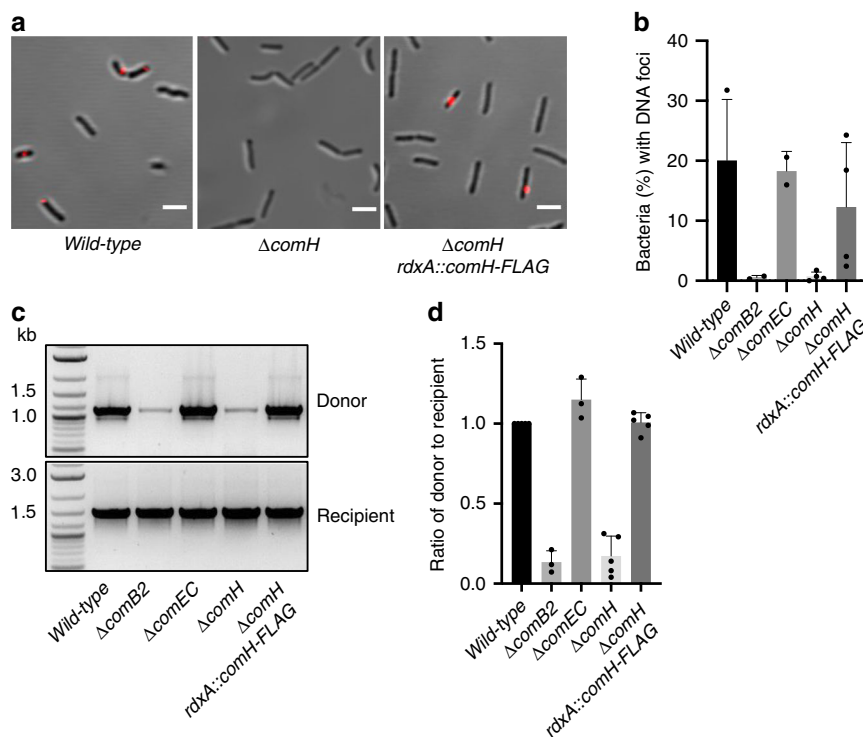 a
Wild-type
ΔcomH
ΔcomH
rdxA::comH-FLAG
b
Bacteria (%) with DNA foci
40
30
20
10
0
Wild-type
ΔcomB2
ΔcomEC
ΔcomH
ΔcomH
rdxA::comH-FLAG
c
kb
1.5
1.0
Donor
3.0
1.5
Recipient
Wild-type
ΔcomB2
ΔcomEC
ΔcomH
ΔcomH
rdxA::comH-FLAG
d
Ratio of donor to recipient
1.5
1.0
0.5
0.0
Wild-type
ΔcomB2
ΔcomEC
ΔcomH
ΔcomH
rdxA::comH-FLAG